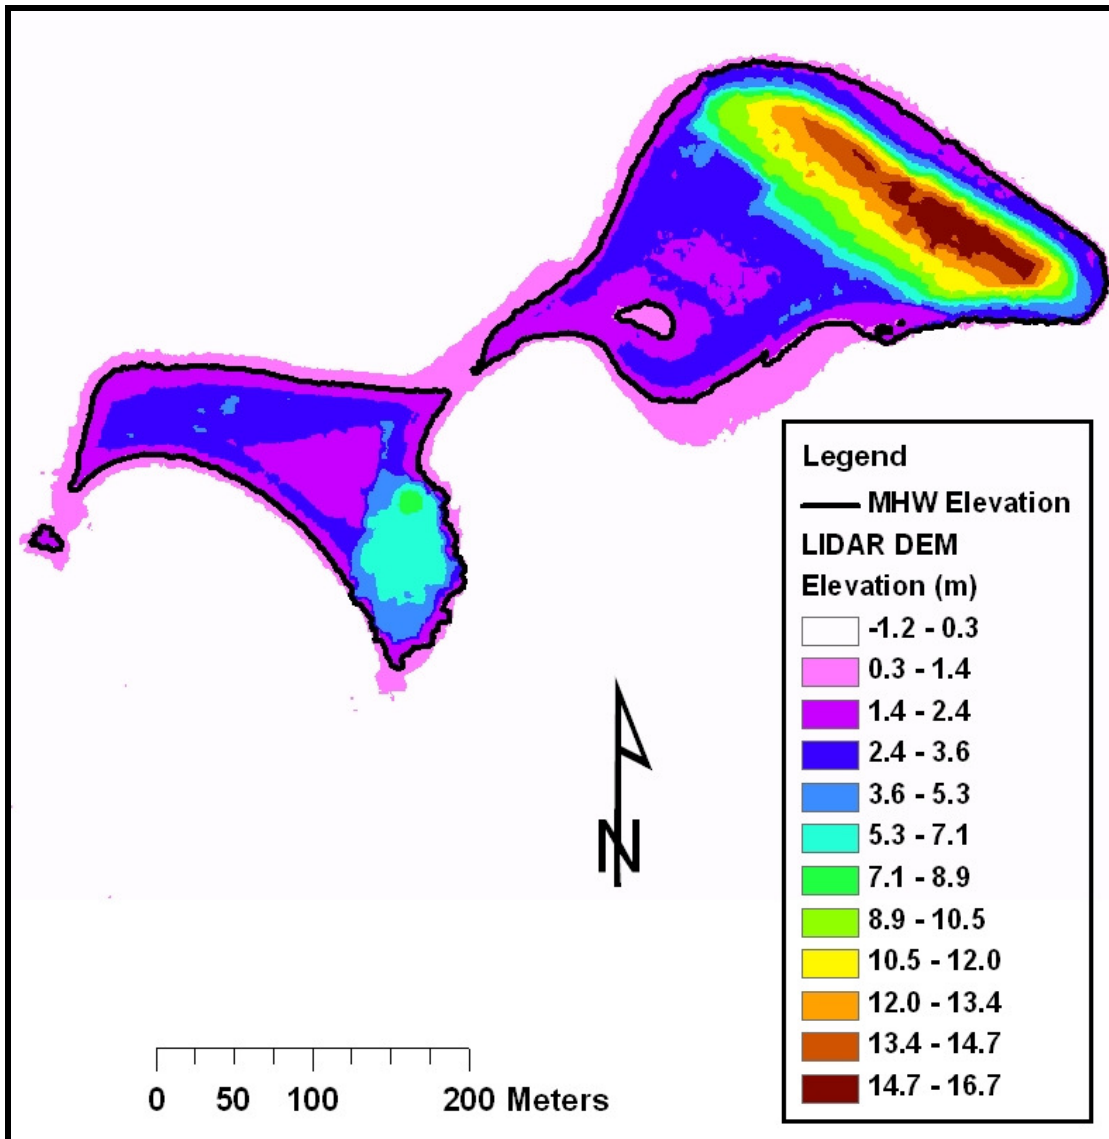 Legend
MHW Elevation
LIDAR DEM
Elevation (m)
-1.2 - 0.3
0.3 - 1.4
1.4 - 2.4
2.4 - 3.6
3.6 - 5.3
5.3 - 7.1
7.1 - 8.9
8.9 - 10.5
10.5 - 12.0
12.0 - 13.4
13.4 - 14.7
14.7 - 16.7
N
0 50 100 200 Meters